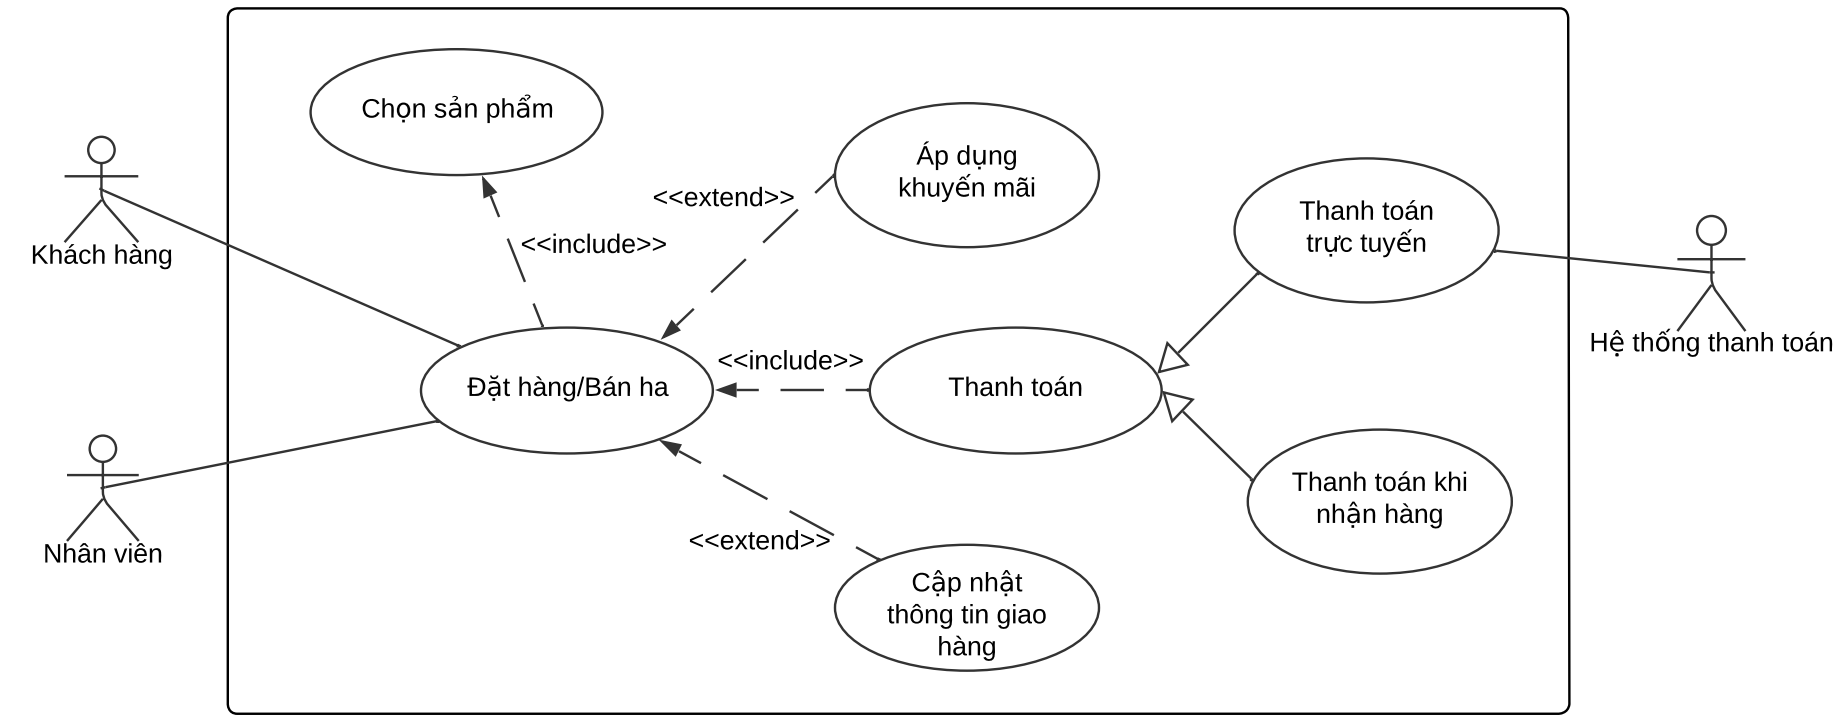 Chọn sản phẩm
Áp dụng
khuyến mãi
<<extend>>
Thanh toán
trực tuyến
<<include>>
Khách hàng
Hệ thống thanh toán
<<include>>
Đặt hàng/Bán ha
Thanh toán
Thanh toán khi
nhận hàng
<<extend>>
Nhân viên
Cập nhật
thông tin giao
hàng